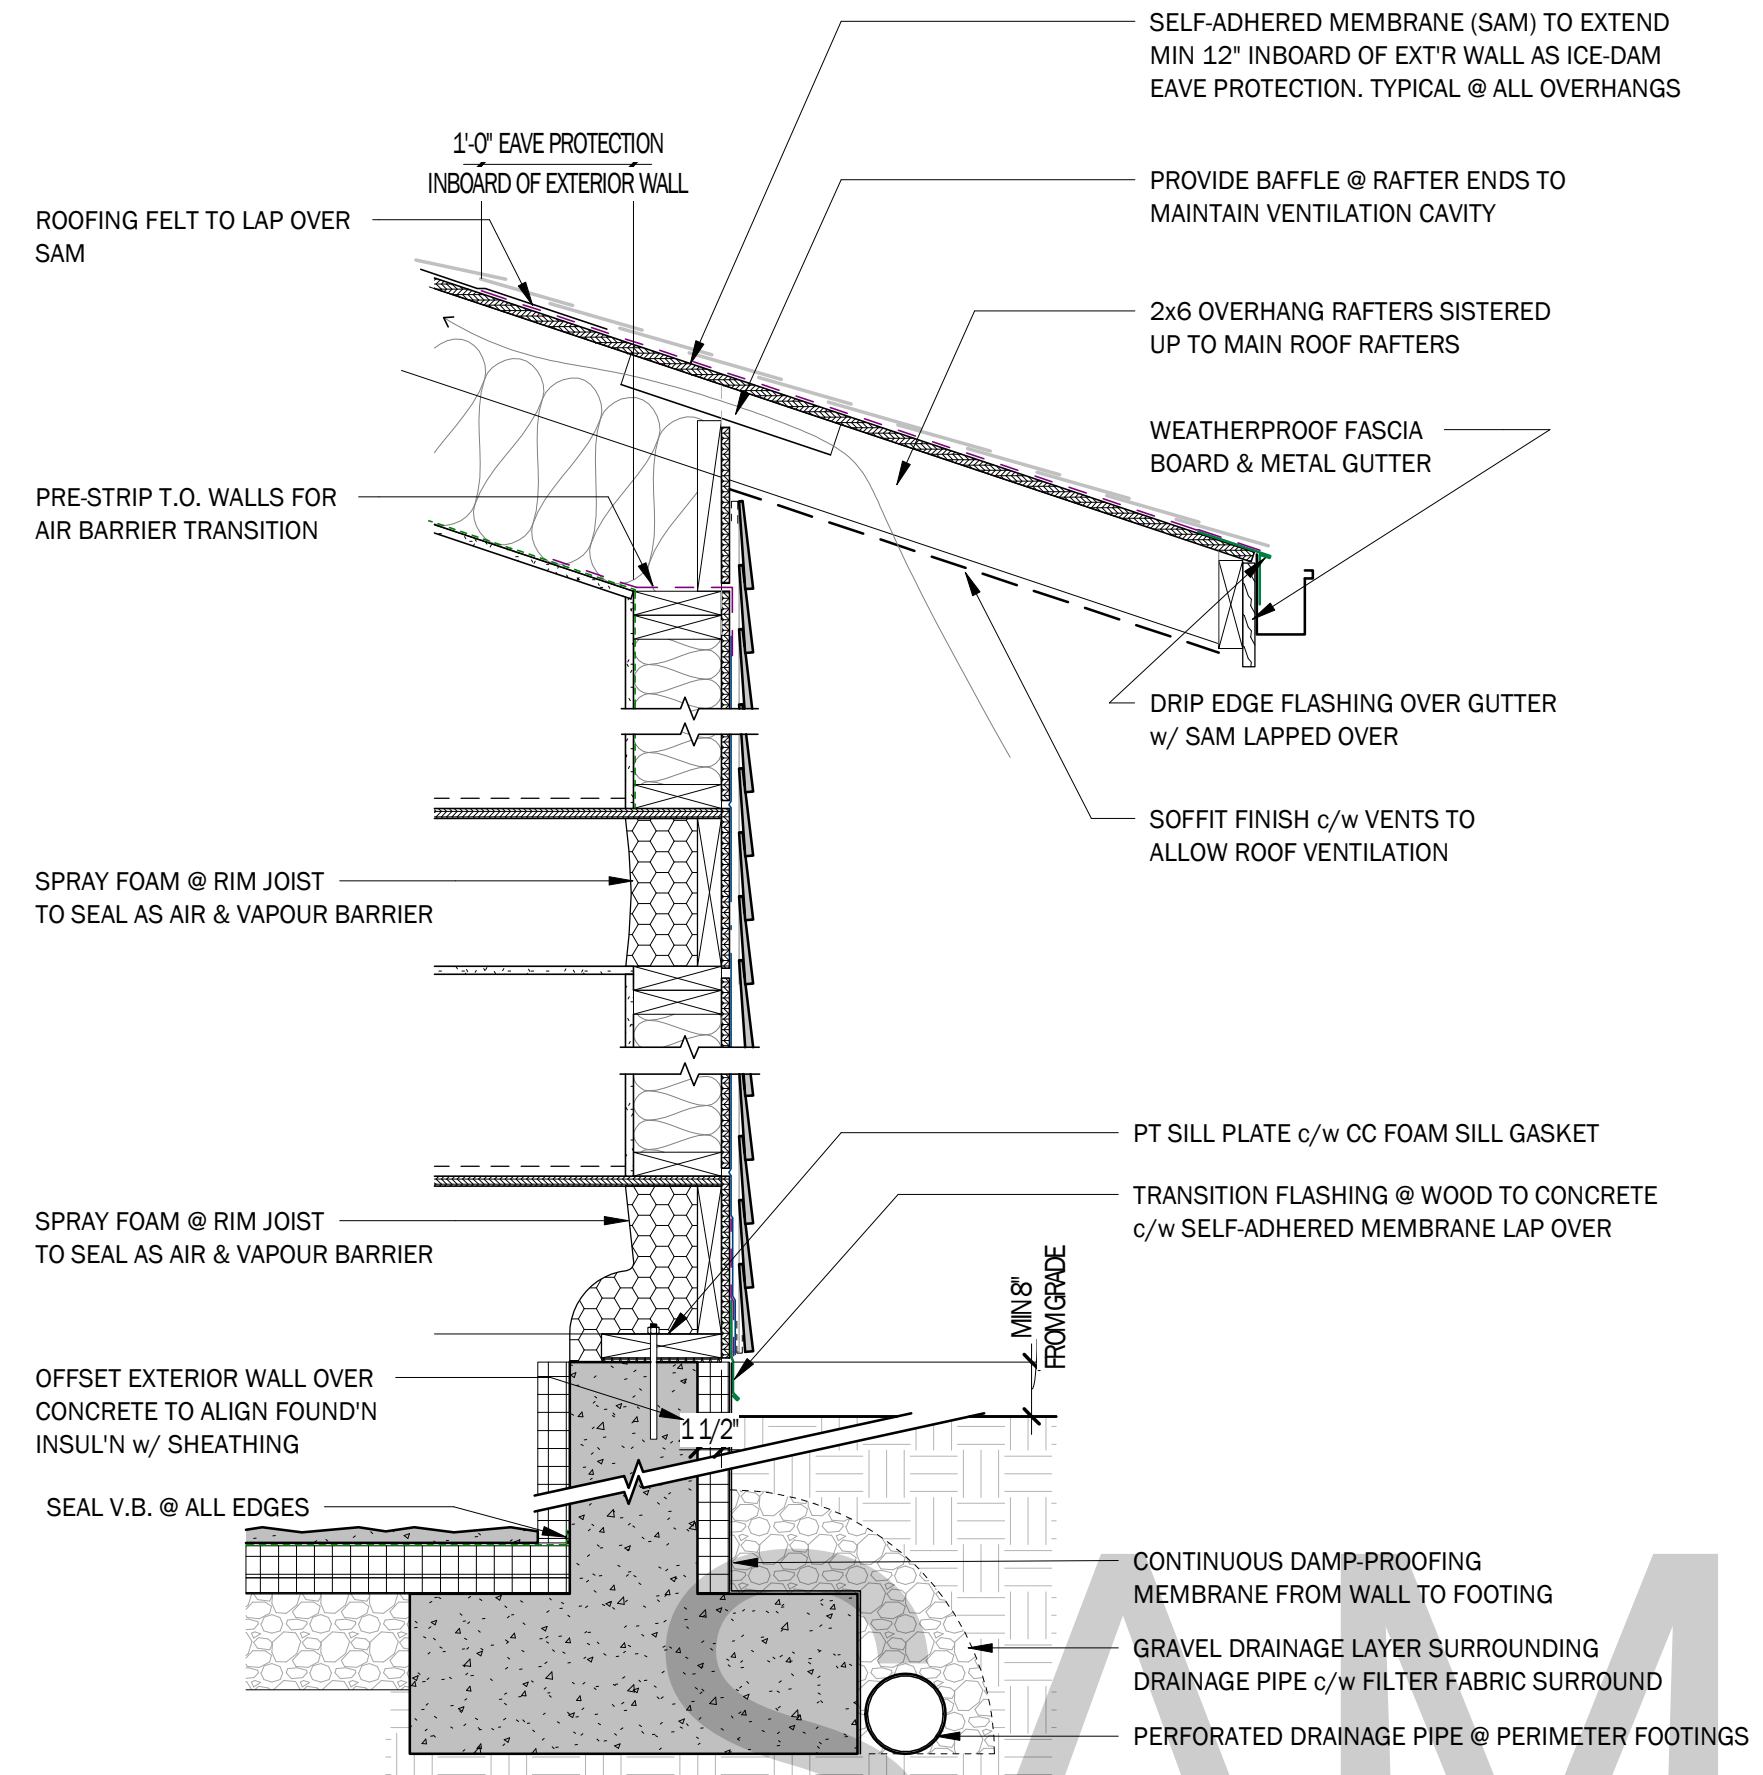 SELF-ADHERED MEMBRANE (SAM) TO EXTEND
MIN 12" INBOARD OF EXT'R WALL AS ICE-DAM
EAVE PROTECTION. TYPICAL @ ALL OVERHANGS
1'-0" EAVE PROTECTION
INBOARD OF EXTERIOR WALL
PROVIDE BAFFLE @ RAFTER ENDS TO
MAINTAIN VENTILATION CAVITY
ROOFING FELT TO LAP OVER
SAM
2x6 OVERHANG RAFTERS SISTERED
UP TO MAIN ROOF RAFTERS
WEATHERPROOF FASCIA
BOARD & METAL GUTTER
PRE-STRIP T.O. WALLS FOR
AIR BARRIER TRANSITION
DRIP EDGE FLASHING OVER GUTTER
w/ SAM LAPPED OVER
SOFFIT FINISH c/w VENTS TO
ALLOW ROOF VENTILATION
SPRAY FOAM @ RIM JOIST
TO SEAL AS AIR & VAPOUR BARRIER
PT SILL PLATE c/w CC FOAM SILL GASKET
TRANSITION FLASHING @ WOOD TO CONCRETE
c/w SELF-ADHERED MEMBRANE LAP OVER
SPRAY FOAM @ RIM JOIST
TO SEAL AS AIR & VAPOUR BARRIER
MIN 8"
FROM GRADE
OFFSET EXTERIOR WALL OVER
CONCRETE TO ALIGN FOUND'N
INSUL'N w/ SHEATHING
1 1/2"
SEAL V.B. @ ALL EDGES
CONTINUOUS DAMP-PROOFING
MEMBRANE FROM WALL TO FOOTING
GRAVEL DRAINAGE LAYER SURROUNDING
DRAINAGE PIPE c/w FILTER FABRIC SURROUND
PERFORATED DRAINAGE PIPE @ PERIMETER FOOTINGS
SAM